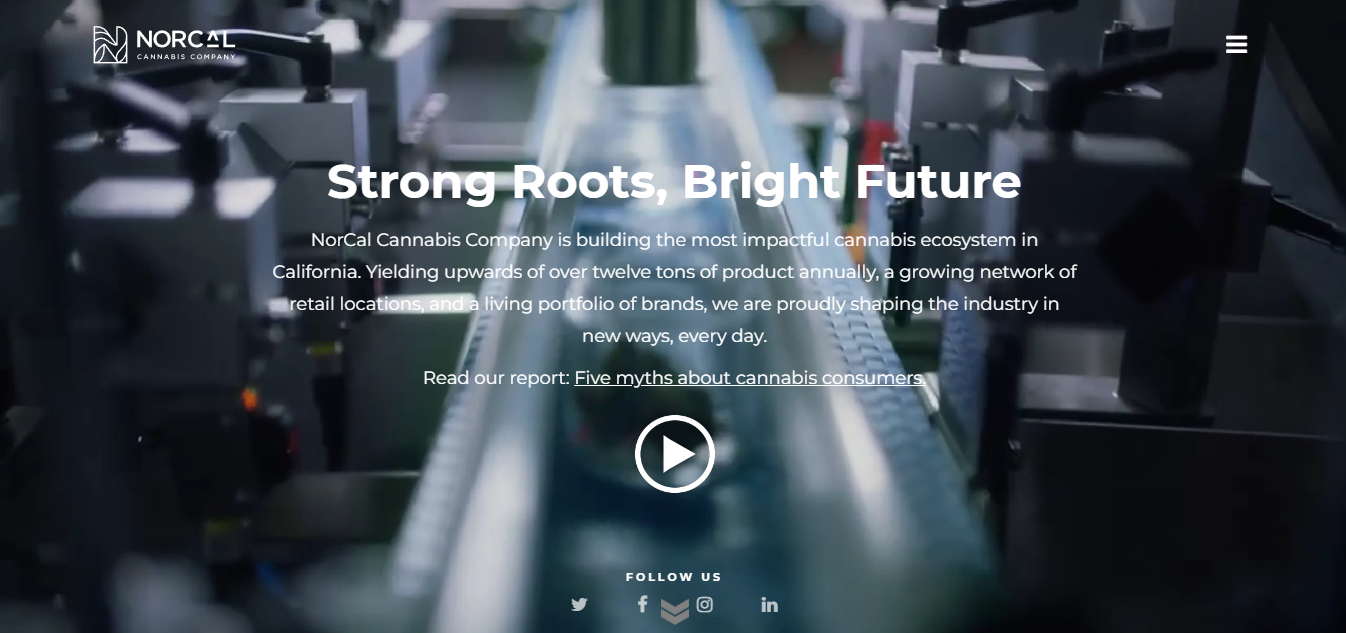 NORCAL
CANNABIS COMPANY
Strong Roots, Bright Future
NorCal Cannabis Company is building the most impactful cannabis ecosystem in
California. Yielding upwards of over twelve tons of product annually, a growing network of
retail locations, and a living portfolio of brands, we are proudly shaping the industry in
new ways, every day.
Read our report: Five myths about cannabis consumers.
FOLLOW US